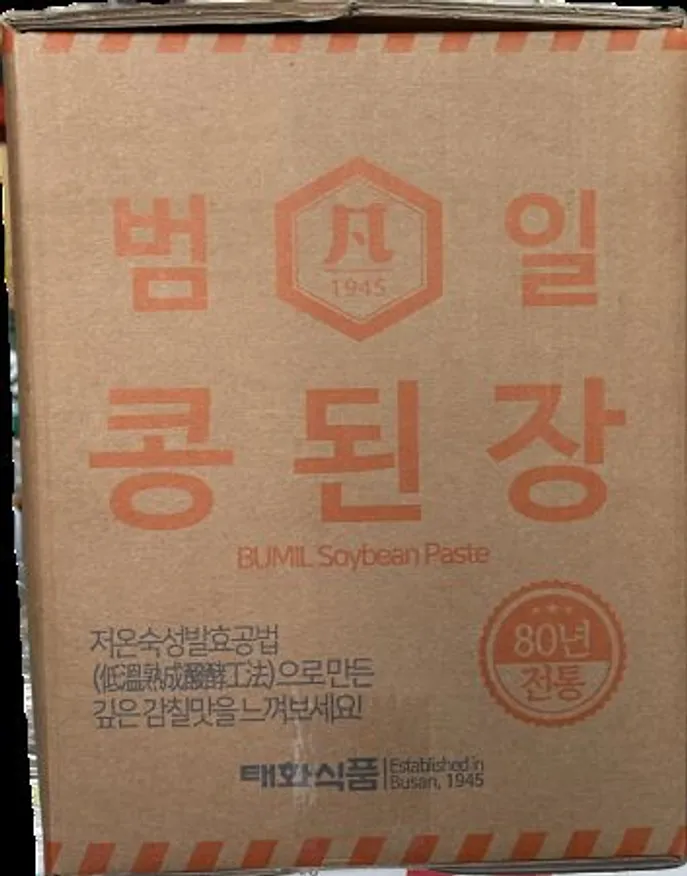 범 凡 일
1945
콩된장
BUMIL Soybean Paste
저온숙성발효공법
(低溫熟成醱酵工法)으로 만든
깊은 감칠맛을 느껴보세요!
80년
전통
태화식품 Established in
Busan, 1945